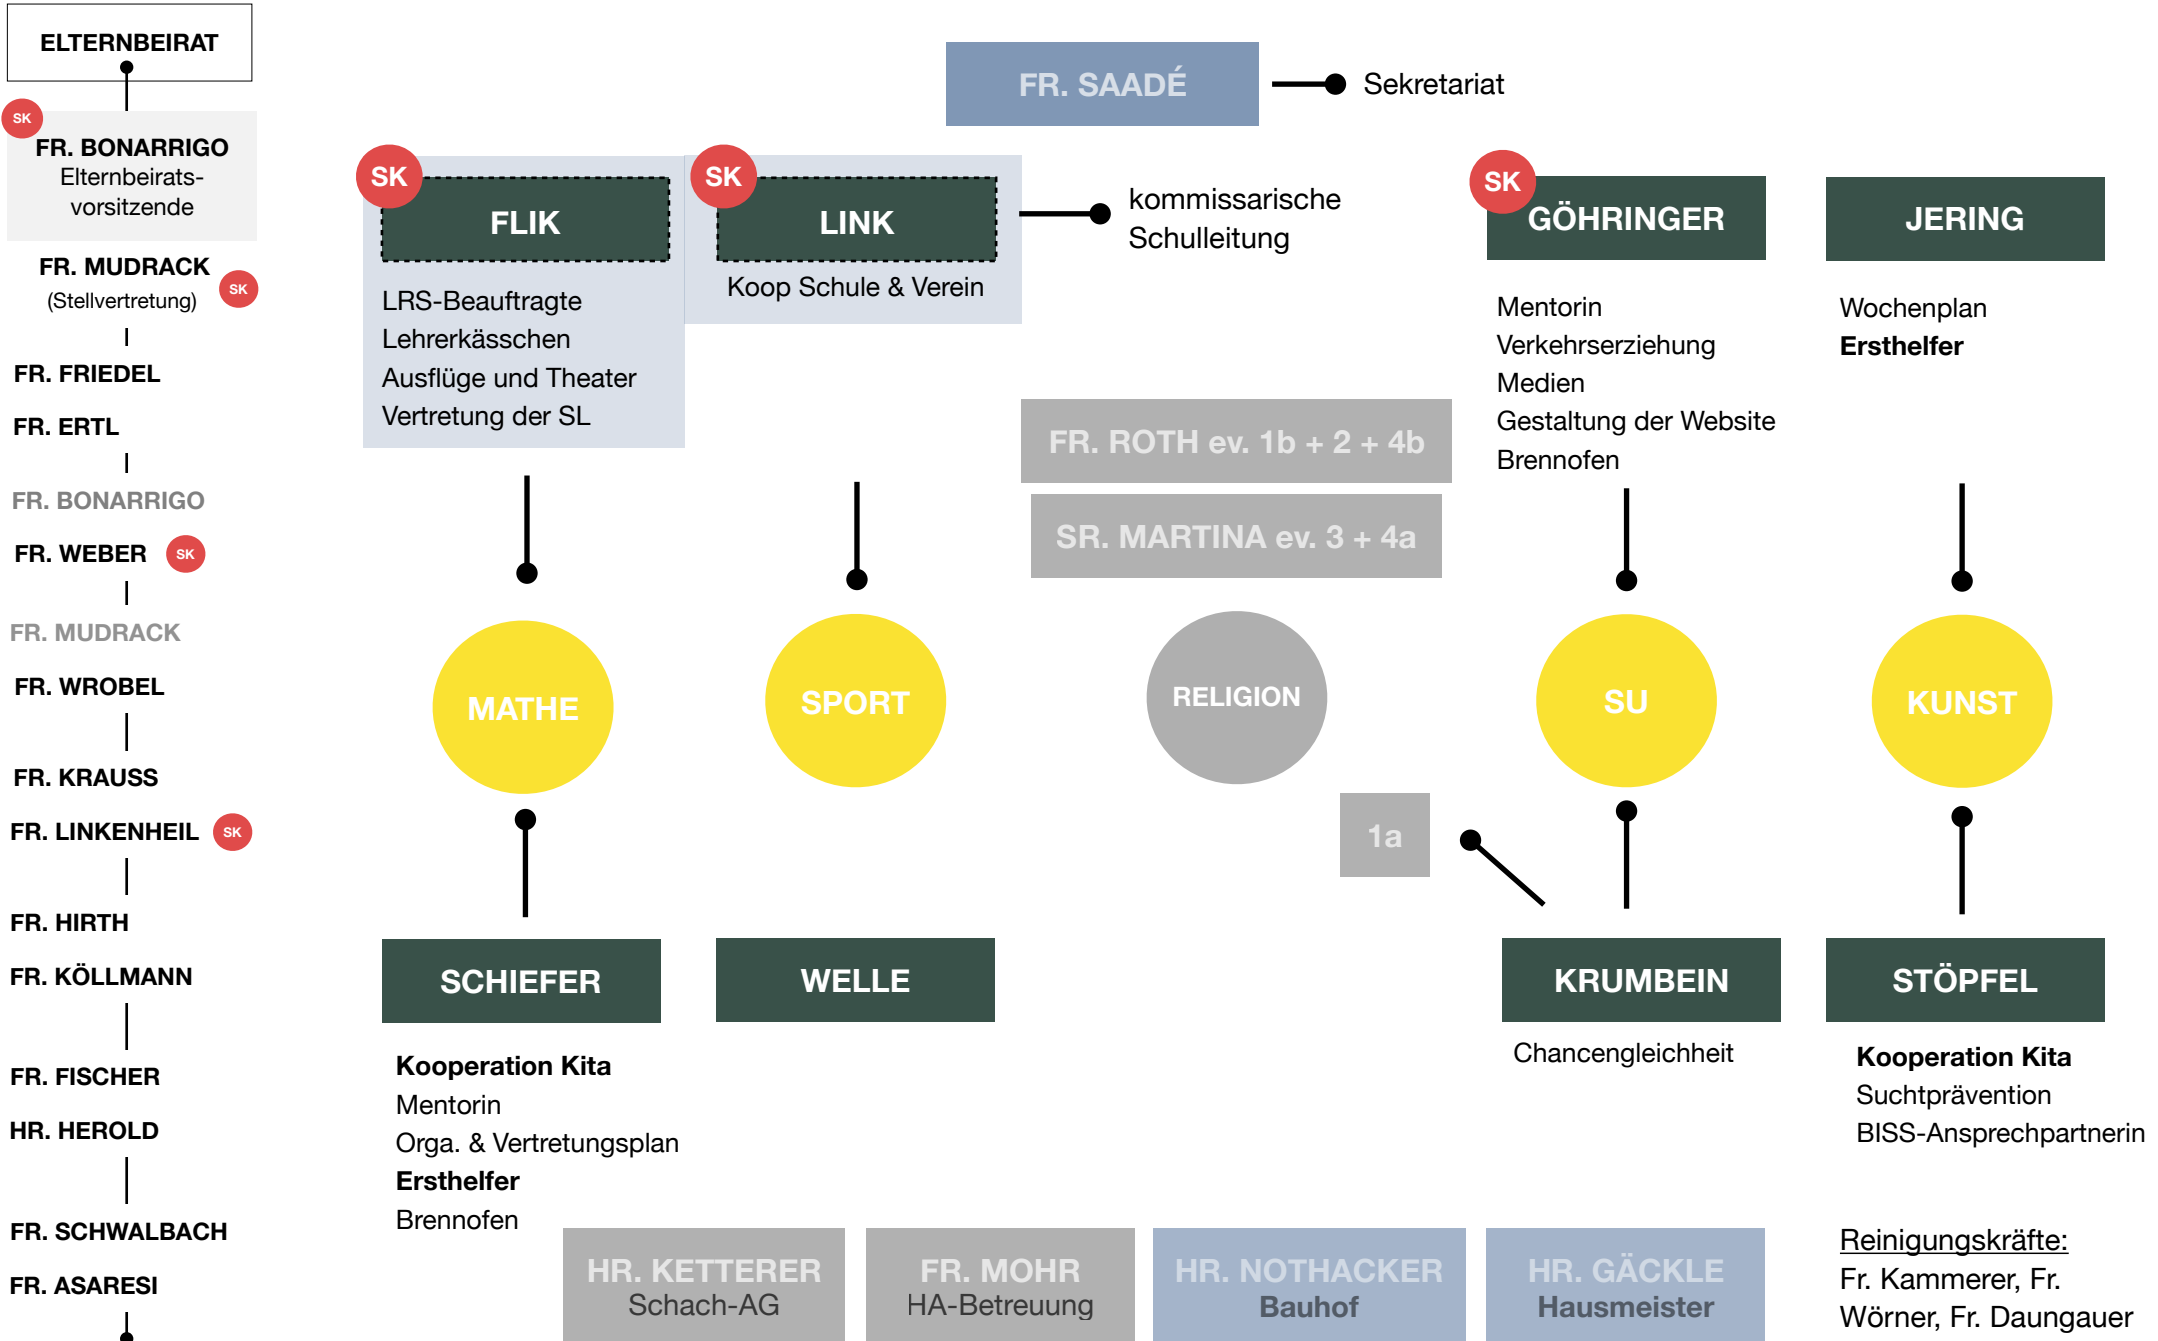 ELTERNBEIRAT
SK
FR. BONARRIGO
Elternbeirats-
vorsitzende
FR. MUDRACK
(Stellvertretung)
SK
FR. FRIEDEL
FR. ERTL
FR. BONARRIGO
FR. WEBER
SK
FR. MUDRACK
FR. WROBEL
FR. KRAUSS
FR. LINKENHEIL
SK
FR. HIRTH
FR. KÖLLMANN
FR. FISCHER
HR. HEROLD
FR. SCHWALBACH
FR. ASARESI
FR. SAADÉ
Sekretariat
SK
FLIK
LRS-Beauftragte
Lehrerkässchen
Ausflüge und Theater
Vertretung der SL
SK
LINK
Koop Schule & Verein
kommissarische
Schulleitung
SK
GÖHRINGER
Mentorin
Verkehrserziehung
Medien
Gestaltung der Website
Brennofen
JERING
Wochenplan
Ersthelfer
FR. ROTH ev. 1b + 2 + 4b
SR. MARTINA ev. 3 + 4a
MATHE
SPORT
RELIGION
SU
KUNST
1a
SCHIEFER
Kooperation Kita
Mentorin
Orga. & Vertretungsplan
Ersthelfer
Brennofen
WELLE
KRUMBEIN
Chancengleichheit
STÖPFEL
Kooperation Kita
Suchtprävention
BISS-Ansprechpartnerin
HR. KETTERER
Schach-AG
FR. MOHR
HA-Betreuung
HR. NOTHACKER
Bauhof
HR. GÄCKLE
Hausmeister
Reinigungskräfte:
Fr. Kammerer, Fr.
Wörner, Fr. Daungauer